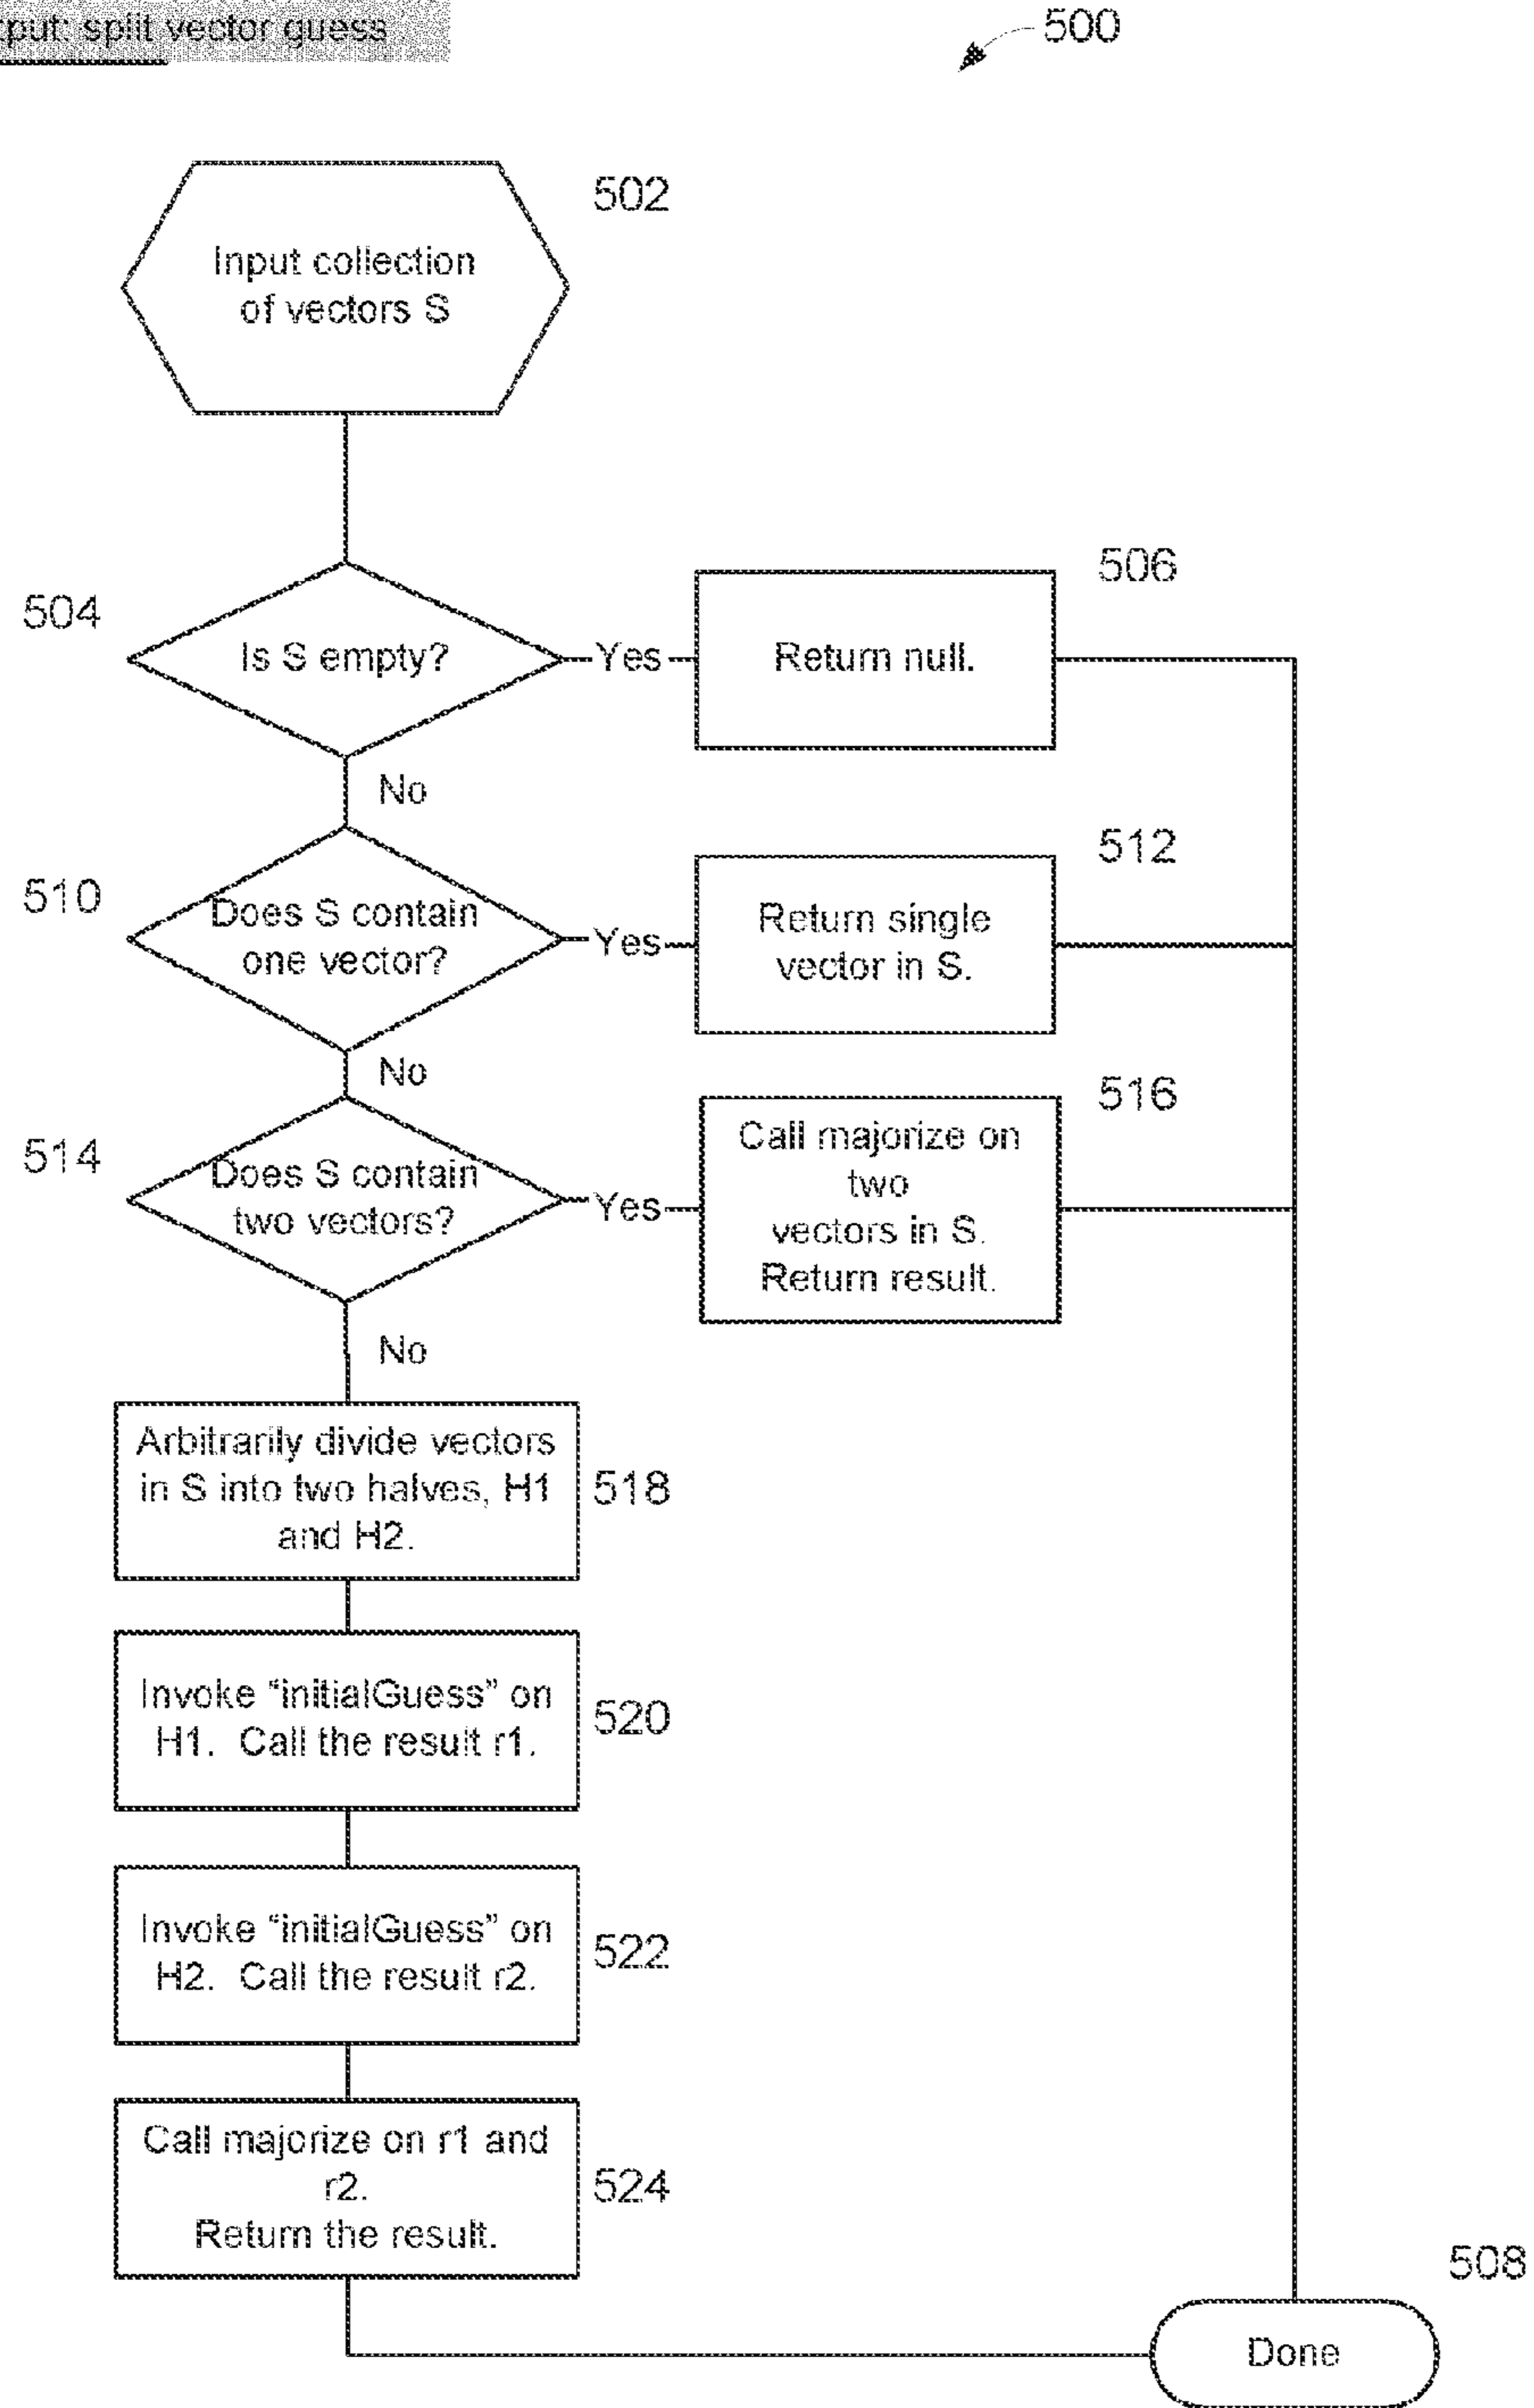 put: split vector guess
500
502
Input collection
of vectors S
504
Is S empty?
Yes
506
Return null.
No
510
Does S contain
one vector?
Yes
512
Return single
vector in S.
No
514
Does S contain
two vectors?
Yes
516
Call majorize on
two
vectors in S.
Return result.
No
Arbitrarily divide vectors
in S into two halves, H1
and H2.
518
Invoke “initialGuess” on
H1. Call the result r1.
520
Invoke “initialGuess” on
H2. Call the result r2.
522
Call majorize on r1 and
r2.
Return the result.
524
508
Done